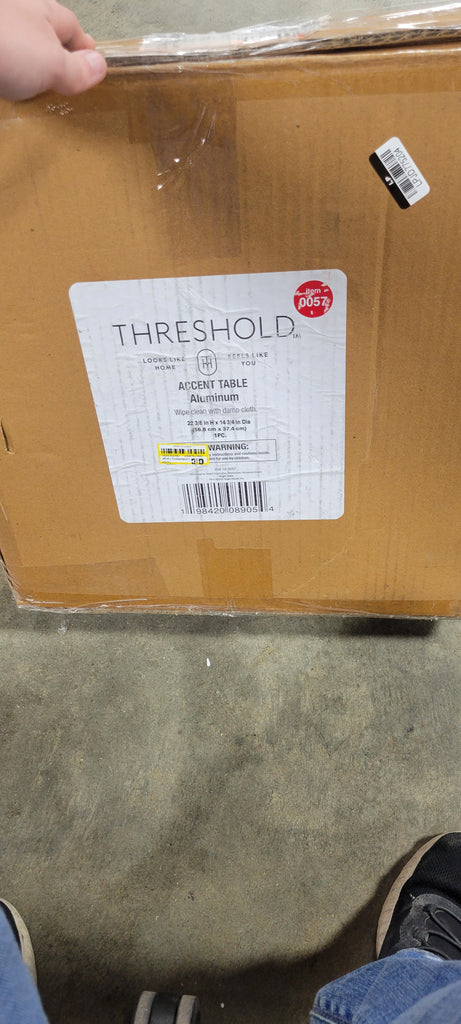 LPJD775204
LP
item
0057
THRESHOLD
LOOKS LIKE
HOME
FEELS LIKE
YOU
ACCENT TABLE
Aluminum
Wipe clean with damp cloth.
22 3/8 in H x 14 3/4 in Dia
(56.8 cm x 37.4 cm)
1PC.
WARNING:
1 98420 08905 4